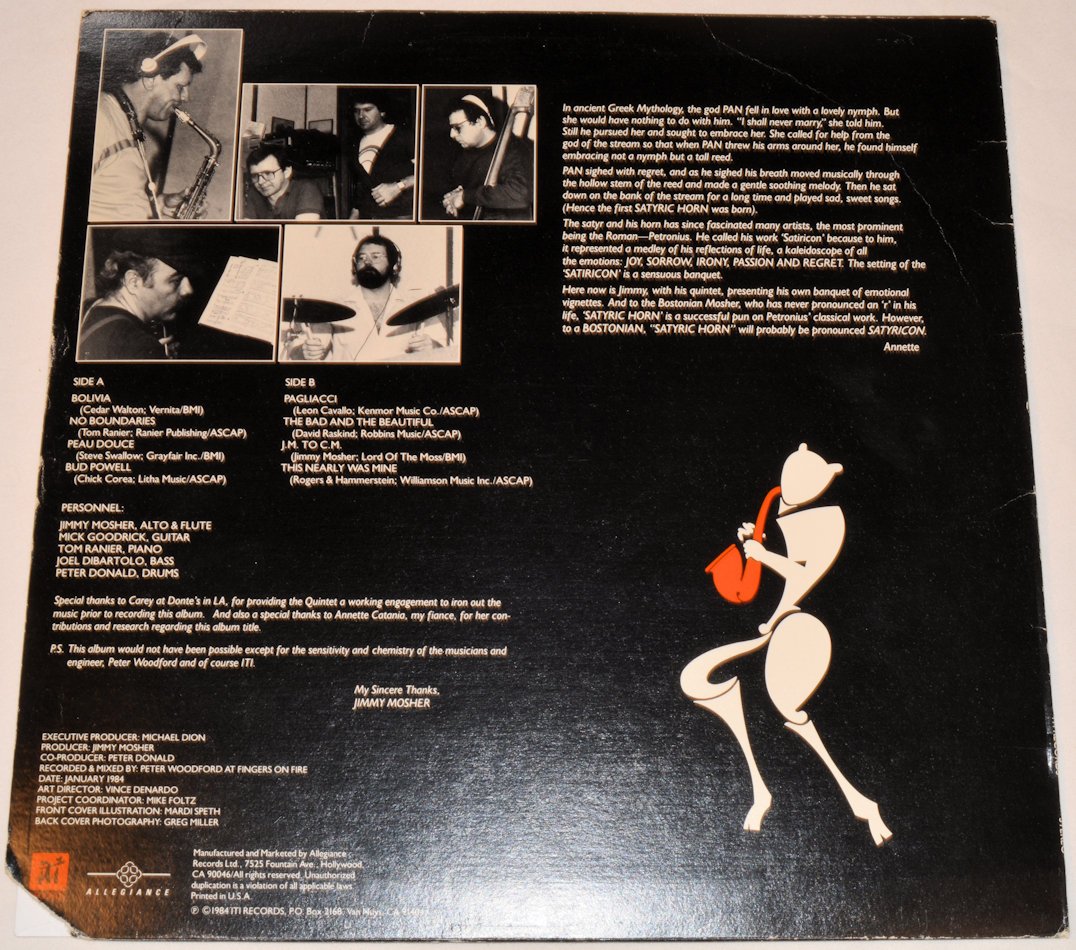 In ancient Greek Mythology, the god PAN fell in love with a lovely nymph. But
she would have nothing to do with him. "I shall never marry," she told him.
Still he pursued her and sought to embrace her. She called for help from the
god of the stream so that when PAN threw his arms around her, he found himself
embracing not a nymph but a tall reed.
PAN sighed with regret, and as he sighed his breath moved musically through
the hollow stem of the reed and made a gentle soothing melody. Then he sat
down on the bank of the stream for a long time and played sad, sweet songs.
(Hence the first SATYRIC HORN was born).
The satyr and his horn has since fascinated many artists, the most prominent
being the Roman—Petronius. He called his work 'Satiricon' because to him,
it represented a medley of his reflections of life, a kaleidoscope of all
the emotions: JOY, SORROW, IRONY, PASSION AND REGRET. The setting of the
'SATIRICON' is a sensuous banquet.
Here now is Jimmy, with his quintet, presenting his own banquet of emotional
vignettes. And to the Bostonian Mosher, who has never pronounced an 'r' in his
life, 'SATYRIC HORN' is a successful pun on Petronius' classical work. However,
to a BOSTONIAN, "SATYRIC HORN" will probably be pronounced SATYRICON.
Annette
SIDE A
BOLIVIA
(Cedar Walton; Vernita/BMI)
NO BOUNDARIES
(Tom Ranier; Ranier Publishing/ASCAP)
PEAU DOUCE
(Steve Swallow; Grayfair Inc./BMI)
BUD POWELL
(Chick Corea; Litha Music/ASCAP)
SIDE B
PAGLIACCI
(Leon Cavallo; Kenmor Music Co./ASCAP)
THE BAD AND THE BEAUTIFUL
(David Raskind; Robbins Music/ASCAP)
J.M. TO C.M.
(Jimmy Mosher; Lord Of The Moss/BMI)
THIS NEARLY WAS MINE
(Rogers & Hammerstein; Williamson Music Inc./ASCAP)
PERSONNEL:
JIMMY MOSHER, ALTO & FLUTE
MICK GOODRICK, GUITAR
TOM RANIER, PIANO
JOEL DIBARTOLO, BASS
PETER DONALD, DRUMS
Special thanks to Carey at Donte's in LA, for providing the Quintet a working engagement to iron out the
music prior to recording this album. And also a special thanks to Annette Catania, my fiance, for her con-
tributions and research regarding this album title.
P.S. This album would not have been possible except for the sensitivity and chemistry of the musicians and
engineer, Peter Woodford and of course ITI.
My Sincere Thanks,
JIMMY MOSHER
EXECUTIVE PRODUCER: MICHAEL DION
PRODUCER: JIMMY MOSHER
CO-PRODUCER: PETER DONALD
RECORDED & MIXED BY: PETER WOODFORD AT FINGERS ON FIRE
DATE: JANUARY 1984
ART DIRECTOR: VINCE DENARDO
PROJECT COORDINATOR: MIKE FOLTZ
FRONT COVER ILLUSTRATION: MARDI SPETH
BACK COVER PHOTOGRAPHY: GREG MILLER
iti
ALLEGIANCE
Manufactured and Marketed by Allegiance
Records Ltd., 7525 Fountain Ave., Hollywood,
CA 90046/All rights reserved. Unauthorized
duplication is a violation of all applicable laws
Printed in U.S.A.
℗ ©1984 ITI RECORDS, P.O. Box 2168, Van Nuys, CA